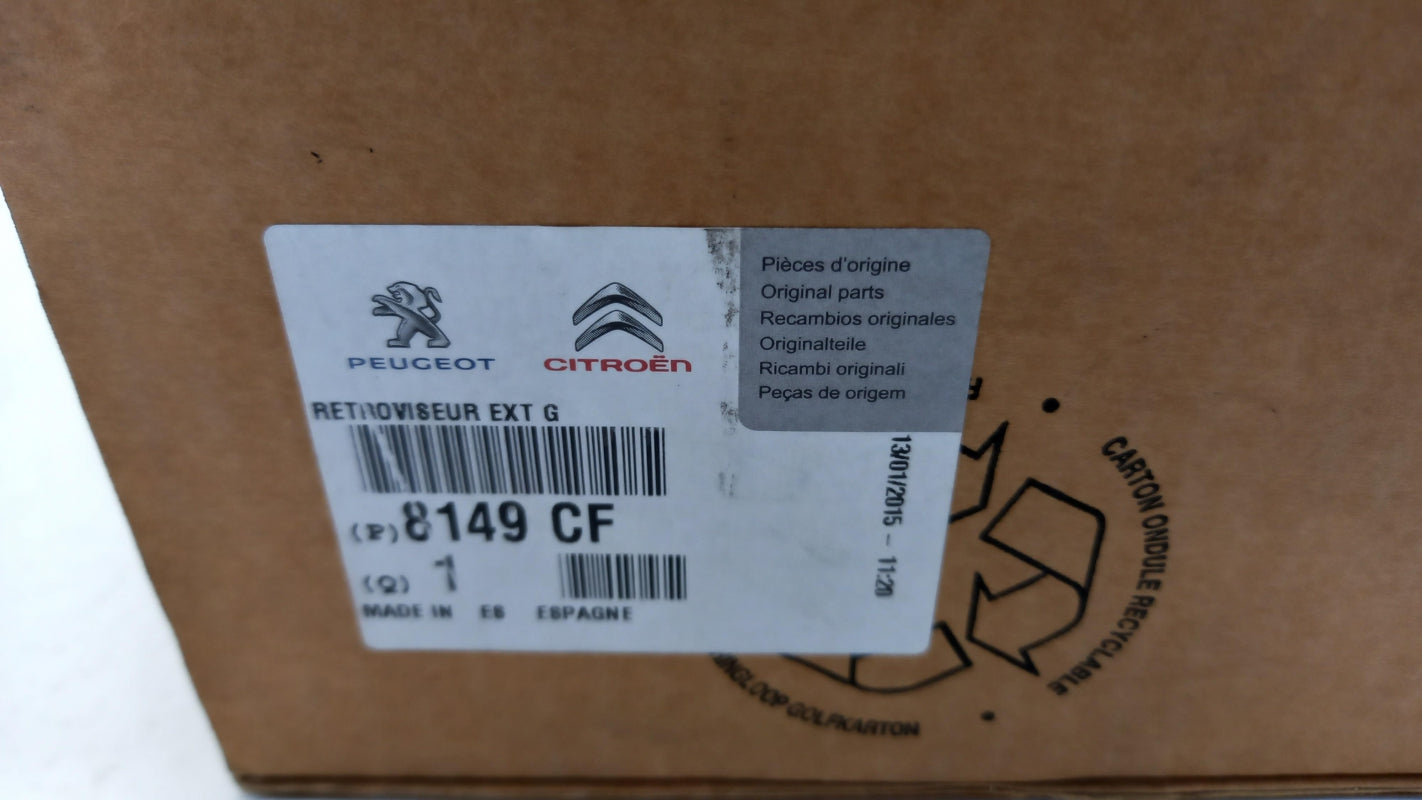 PEUGEOT
CITROËN
Pièces d'origine
Original parts
Recambios originales
Originalteile
Ricambi originali
Peças de origem
RETROVISEUR EXT G
(P) 8149 CF
(Q) 1
MADE IN ES ESPAGNE
13/01/2015 - 11:20
CARTON ONDULE RECYCLABLE
GOLFKARTON